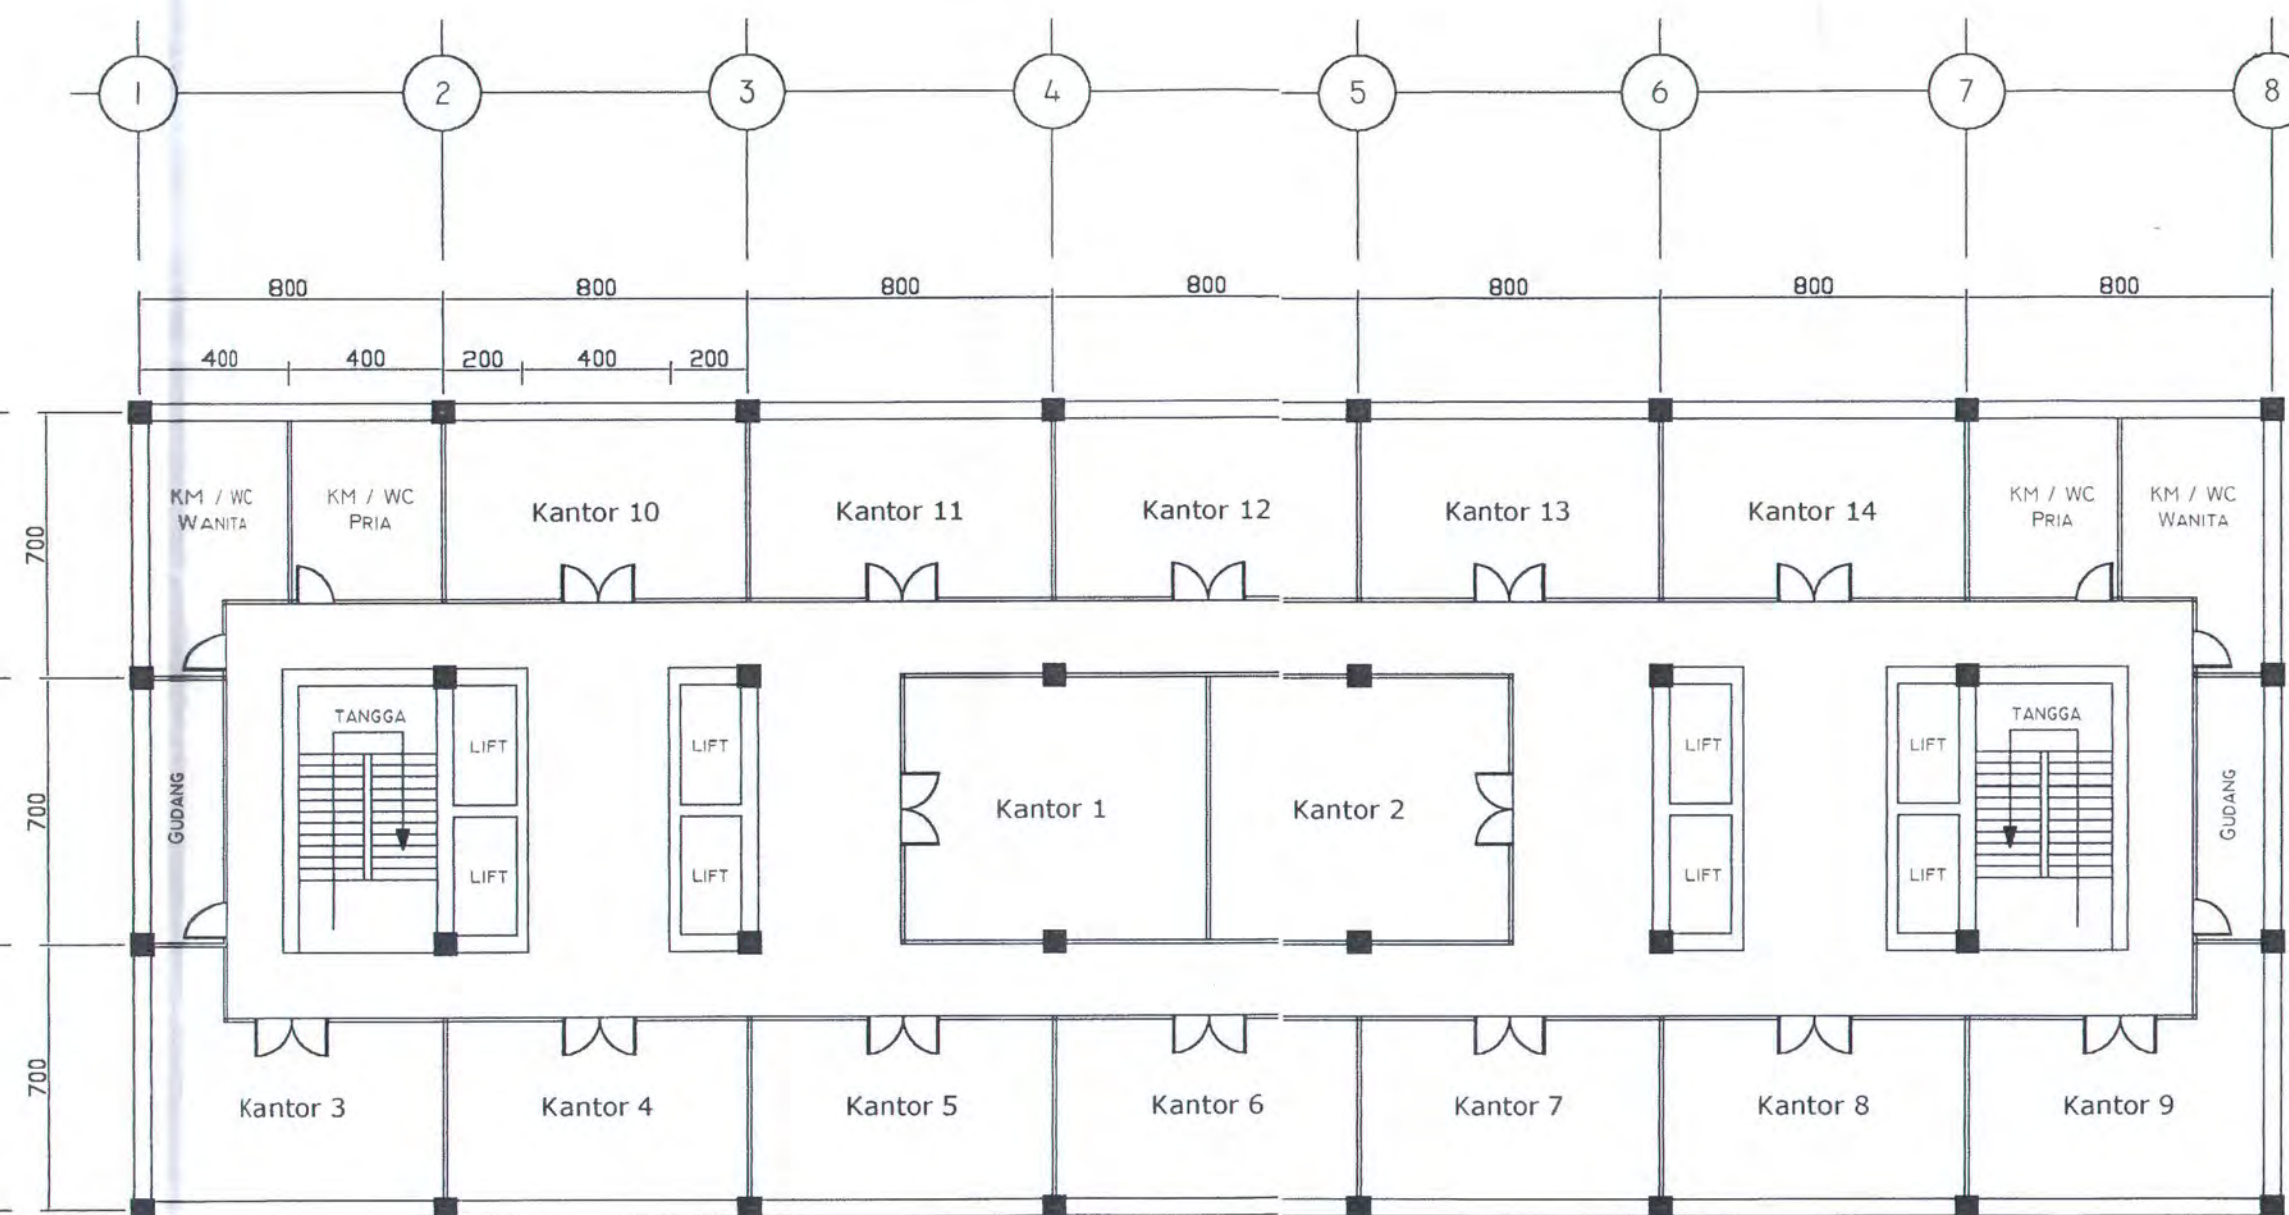 1 2 3 4 5 6 7 8
800 800 800 800 800 800 800
400 400 200 400 200
KM / WC
WANITA
KM / WC
PRIA
Kantor 10
Kantor 11
Kantor 12
Kantor 13
Kantor 14
KM / WC
PRIA
KM / WC
WANITA
700
TANGGA
LIFT
LIFT
LIFT
LIFT
TANGGA
700
GUDANG
Kantor 1
Kantor 2
GUDANG
LIFT
LIFT
LIFT
LIFT
700
Kantor 3
Kantor 4
Kantor 5
Kantor 6
Kantor 7
Kantor 8
Kantor 9